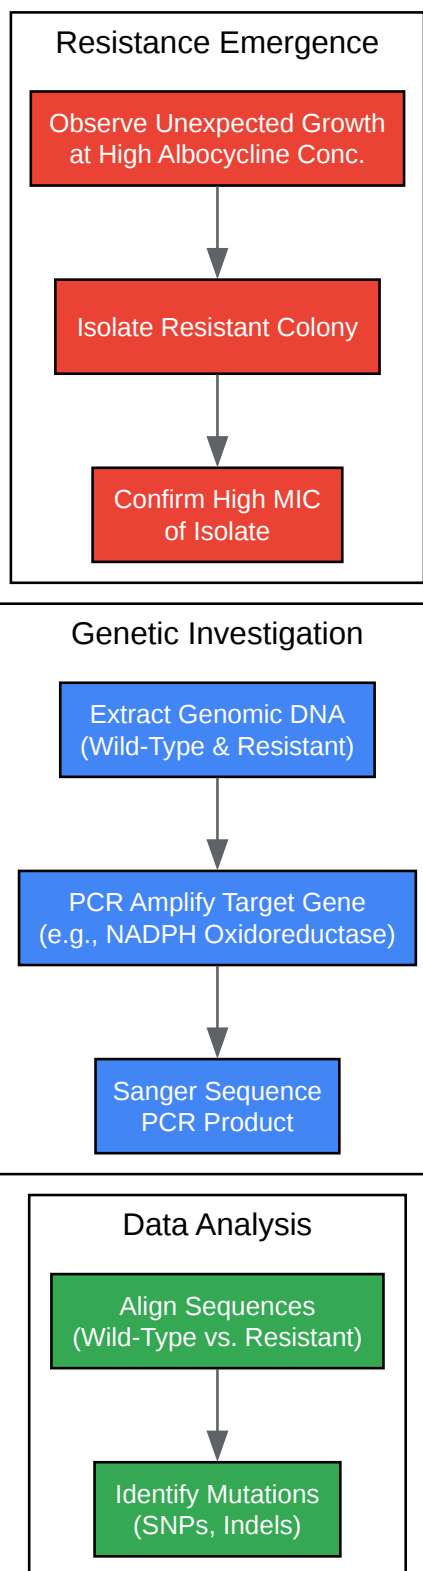 Resistance Emergence
Observe Unexpected Growth
at High Albocycline Conc.
Isolate Resistant Colony
Confirm High MIC
of Isolate
Genetic Investigation
Extract Genomic DNA
(Wild-Type & Resistant)
PCR Amplify Target Gene
(e.g., NADPH Oxidoreductase)
Sanger Sequence
PCR Product
Data Analysis
Align Sequences
(Wild-Type vs. Resistant)
Identify Mutations
(SNPs, Indels)